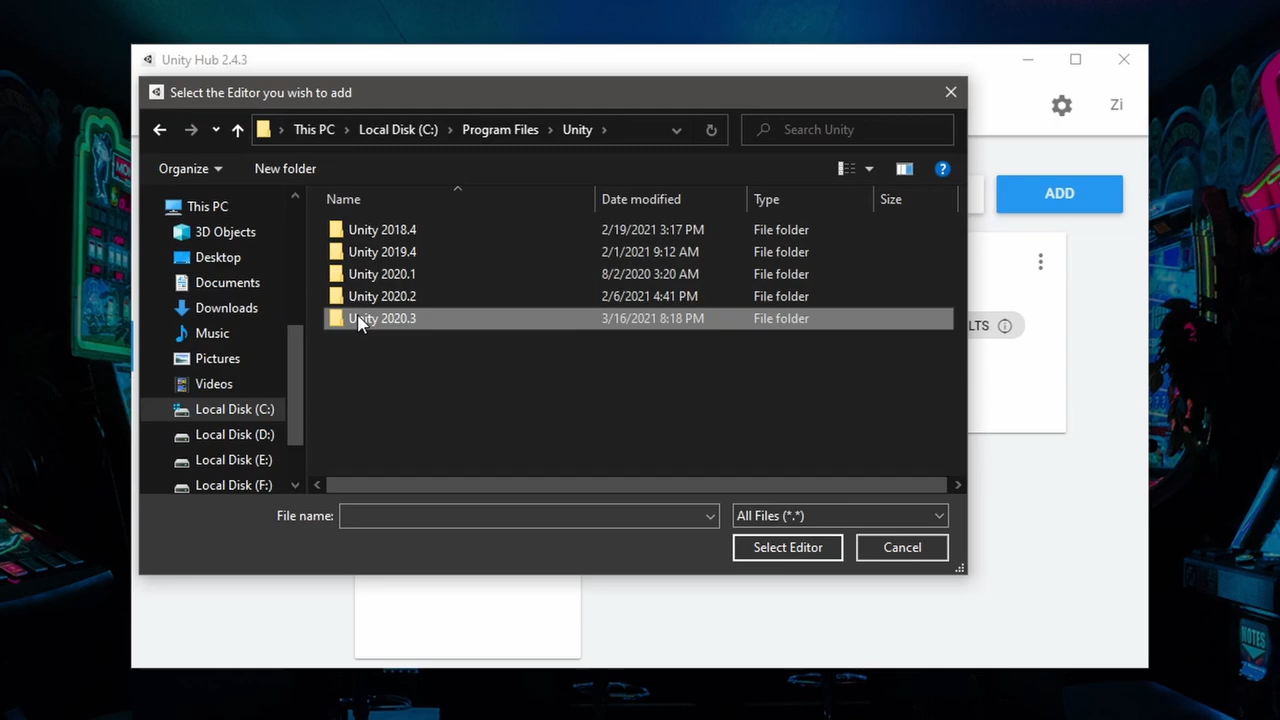 Unity Hub 2.4.3
Select the Editor you wish to add
Zi
This PC Local Disk (C:) Program Files Unity
Search Unity
Organize New folder
ADD
Name Date modified Type Size
This PC
3D Objects
Desktop
Documents
Downloads
Music
Pictures
Videos
Local Disk (C:)
Local Disk (D:)
Local Disk (E:)
Local Disk (F:)
Unity 2018.4 2/19/2021 3:17 PM File folder
Unity 2019.4 2/1/2021 9:12 AM File folder
Unity 2020.1 8/2/2020 3:20 AM File folder
Unity 2020.2 2/6/2021 4:41 PM File folder
Unity 2020.3 3/16/2021 8:18 PM File folder
LTS
File name: All Files (*.*)
Select Editor Cancel
NOTES